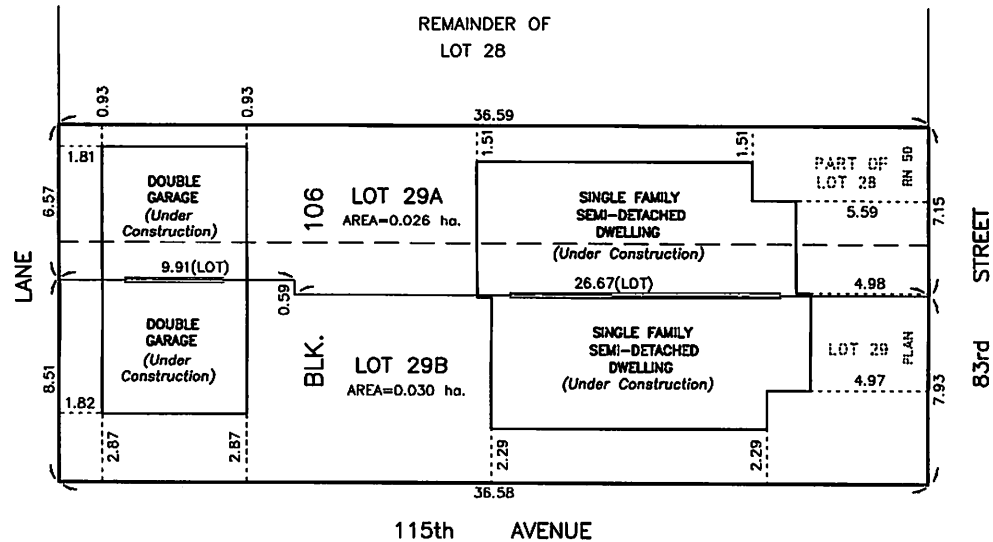 REMAINDER OF
LOT 28
0.93
0.93
36.59
1.81
1.51
1.51
DOUBLE
GARAGE
(Under
Construction)
6.57
106
LOT 29A
AREA=0.026 ha.
SINGLE FAMILY
SEMI-DETACHED
DWELLING
(Under Construction)
PART OF
LOT 28
RN 50
5.59
7.15
LANE
STREET
9.91(LOT)
0.59
26.67(LOT)
4.98
DOUBLE
GARAGE
(Under
Construction)
8.51
BLK.
LOT 29B
AREA=0.030 ha.
SINGLE FAMILY
SEMI-DETACHED
DWELLING
(Under Construction)
LOT 29
PLAN
4.97
7.93
83rd
1.82
2.87
2.87
2.29
2.29
36.58
115th AVENUE